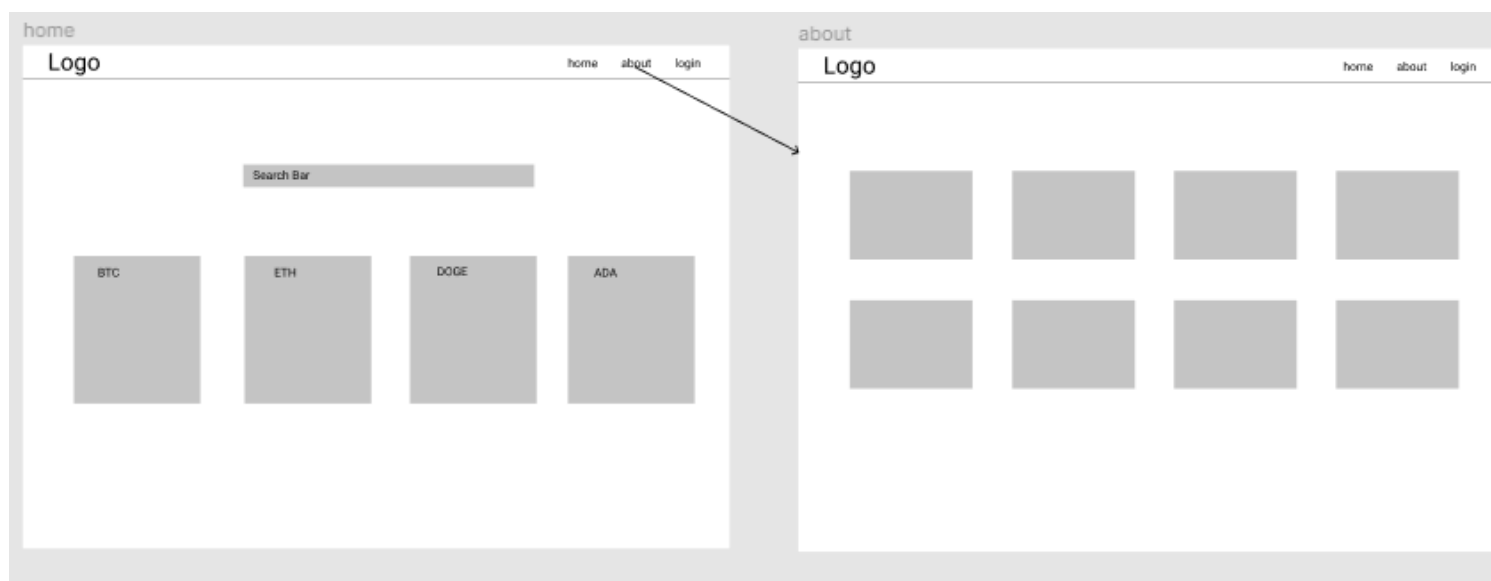 home
Logo
home about login
Search Bar
BTC ETH DOGE ADA
about
Logo
home about login